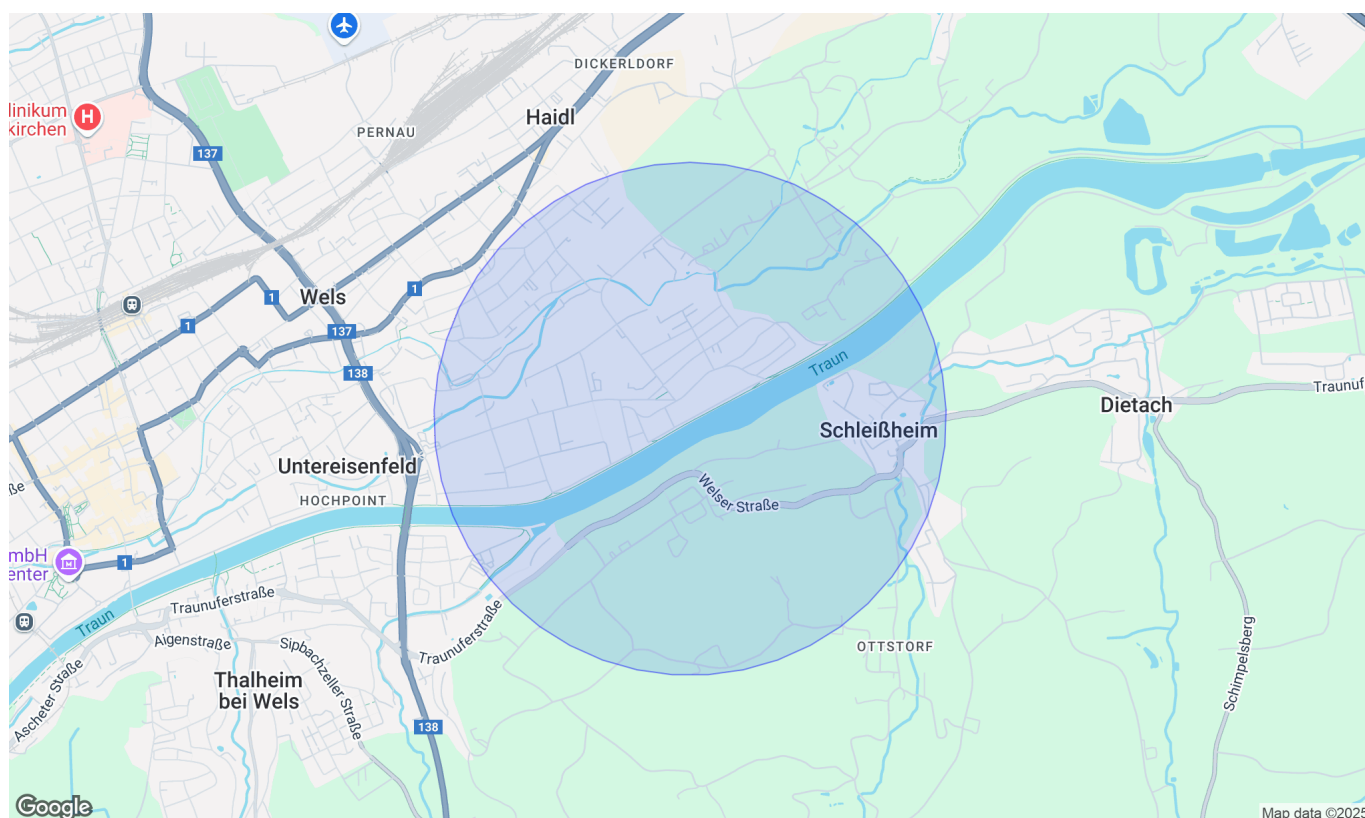 DICKERLDORF
Haidl
linikum
kirchen
H
PERNAU
137
Wels
1
1
1
137
138
Traun
Dietach
Traunuf
Schleißheim
Untereisenfeld
HOCHPOINT
Welser Straße
ße
mbH
enter
1
Traunuferstraße
Traun
Aigenstraße
Sipbachzeller Straße
Traunuferstraße
OTTSTORF
Schimpelsberg
Ascheter Straße
Thalheim
bei Wels
138
Google
Map data ©2025